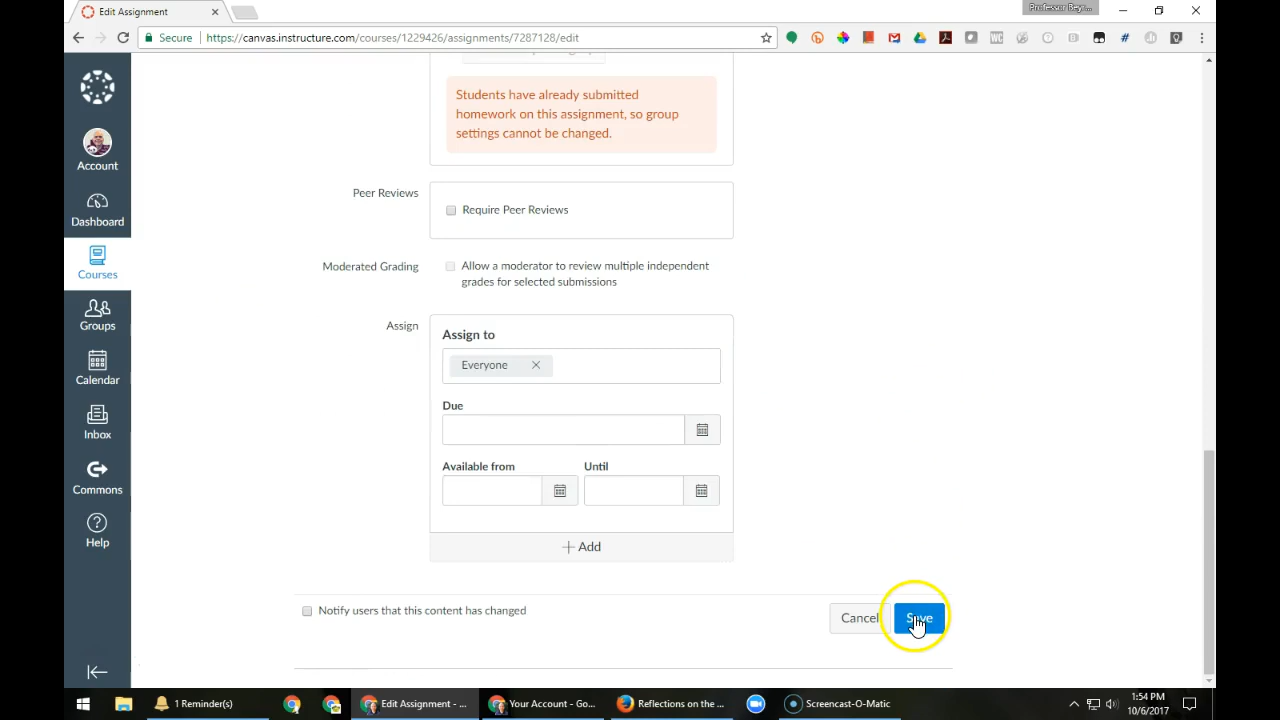 Edit Assignment
Professor Dey...
Secure
https://canvas.instructure.com/courses/1229426/assignments/7287128/edit
Students have already submitted
homework on this assignment, so group
settings cannot be changed.
Account
Peer Reviews
Require Peer Reviews
Dashboard
Moderated Grading
Allow a moderator to review multiple independent
grades for selected submissions
Courses
Groups
Assign
Assign to
Everyone
Calendar
Due
Inbox
Available from
Until
Commons
Help
+ Add
Notify users that this content has changed
Cancel
Save
1 Reminder(s)
Edit Assignment - ...
Your Account - Go...
Reflections on the ...
Screencast-O-Matic
1:54 PM
10/6/2017